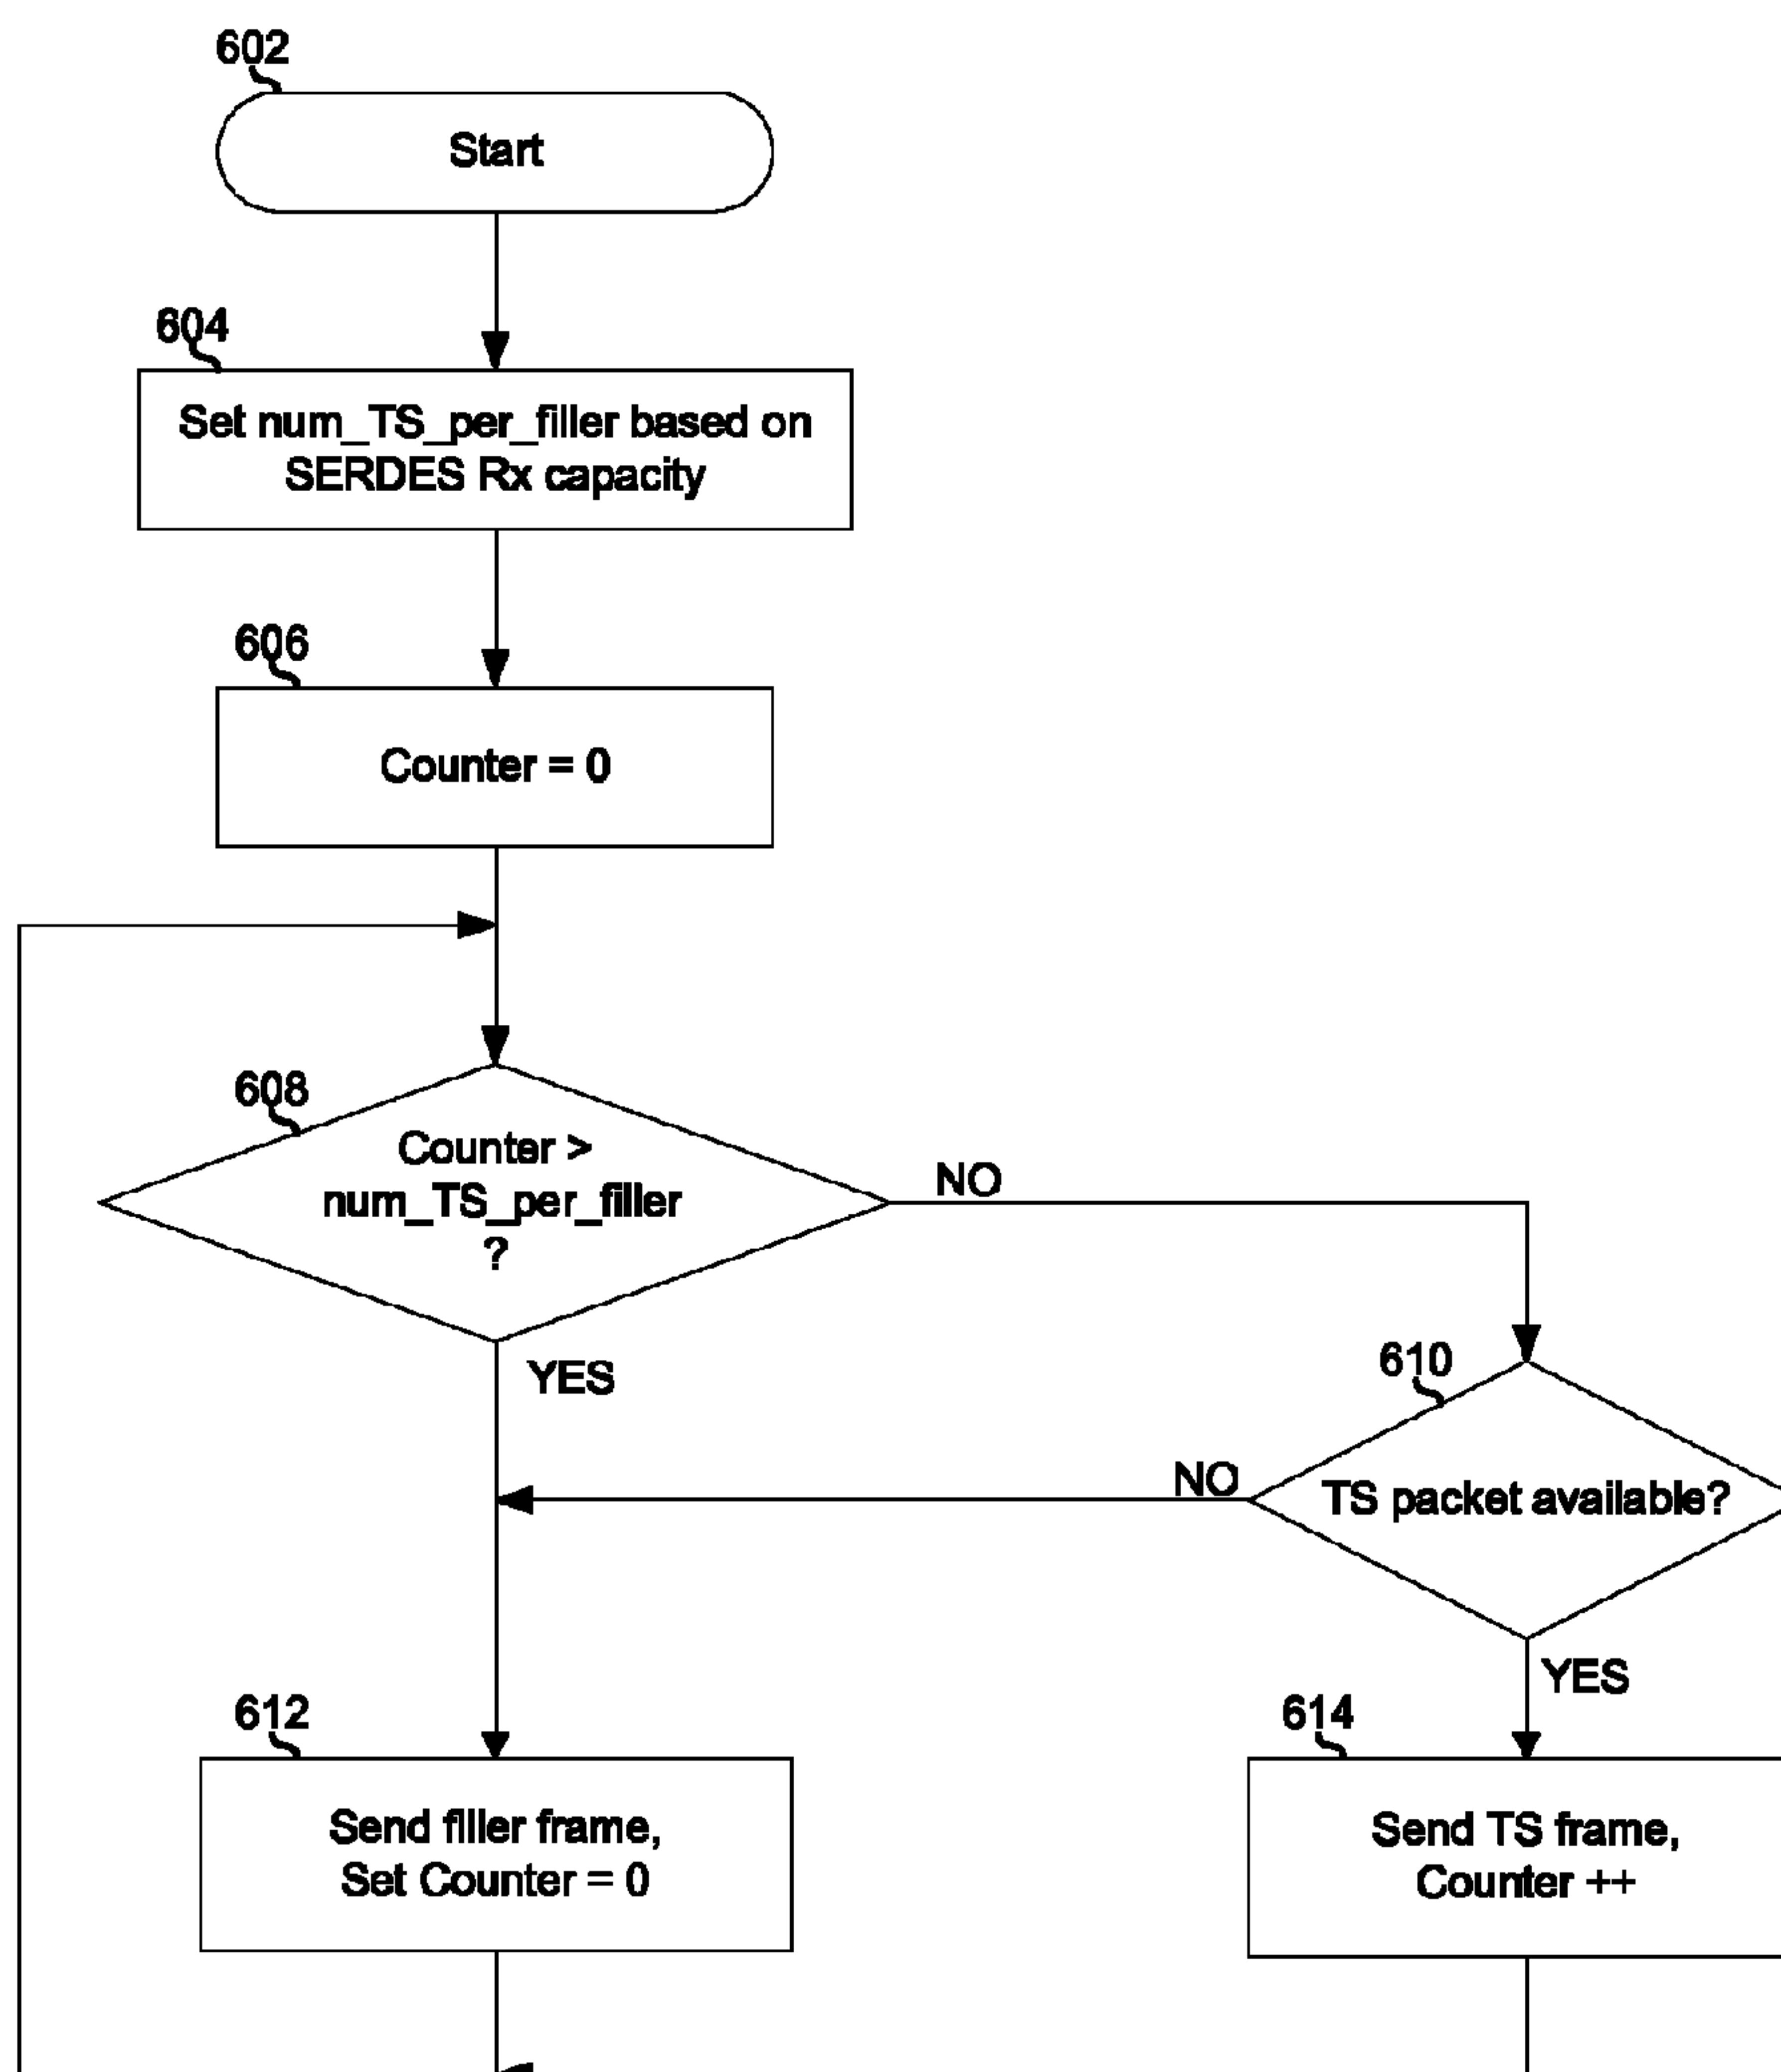 602
Start
604
Set num_TS_per_filler based on
SERDES Rx capacity
606
Counter = 0
608
Counter >
num_TS_per_filler
?
NO
YES
610
TS packet available?
NO
YES
612
Send filler frame,
Set Counter = 0
614
Send TS frame,
Counter ++